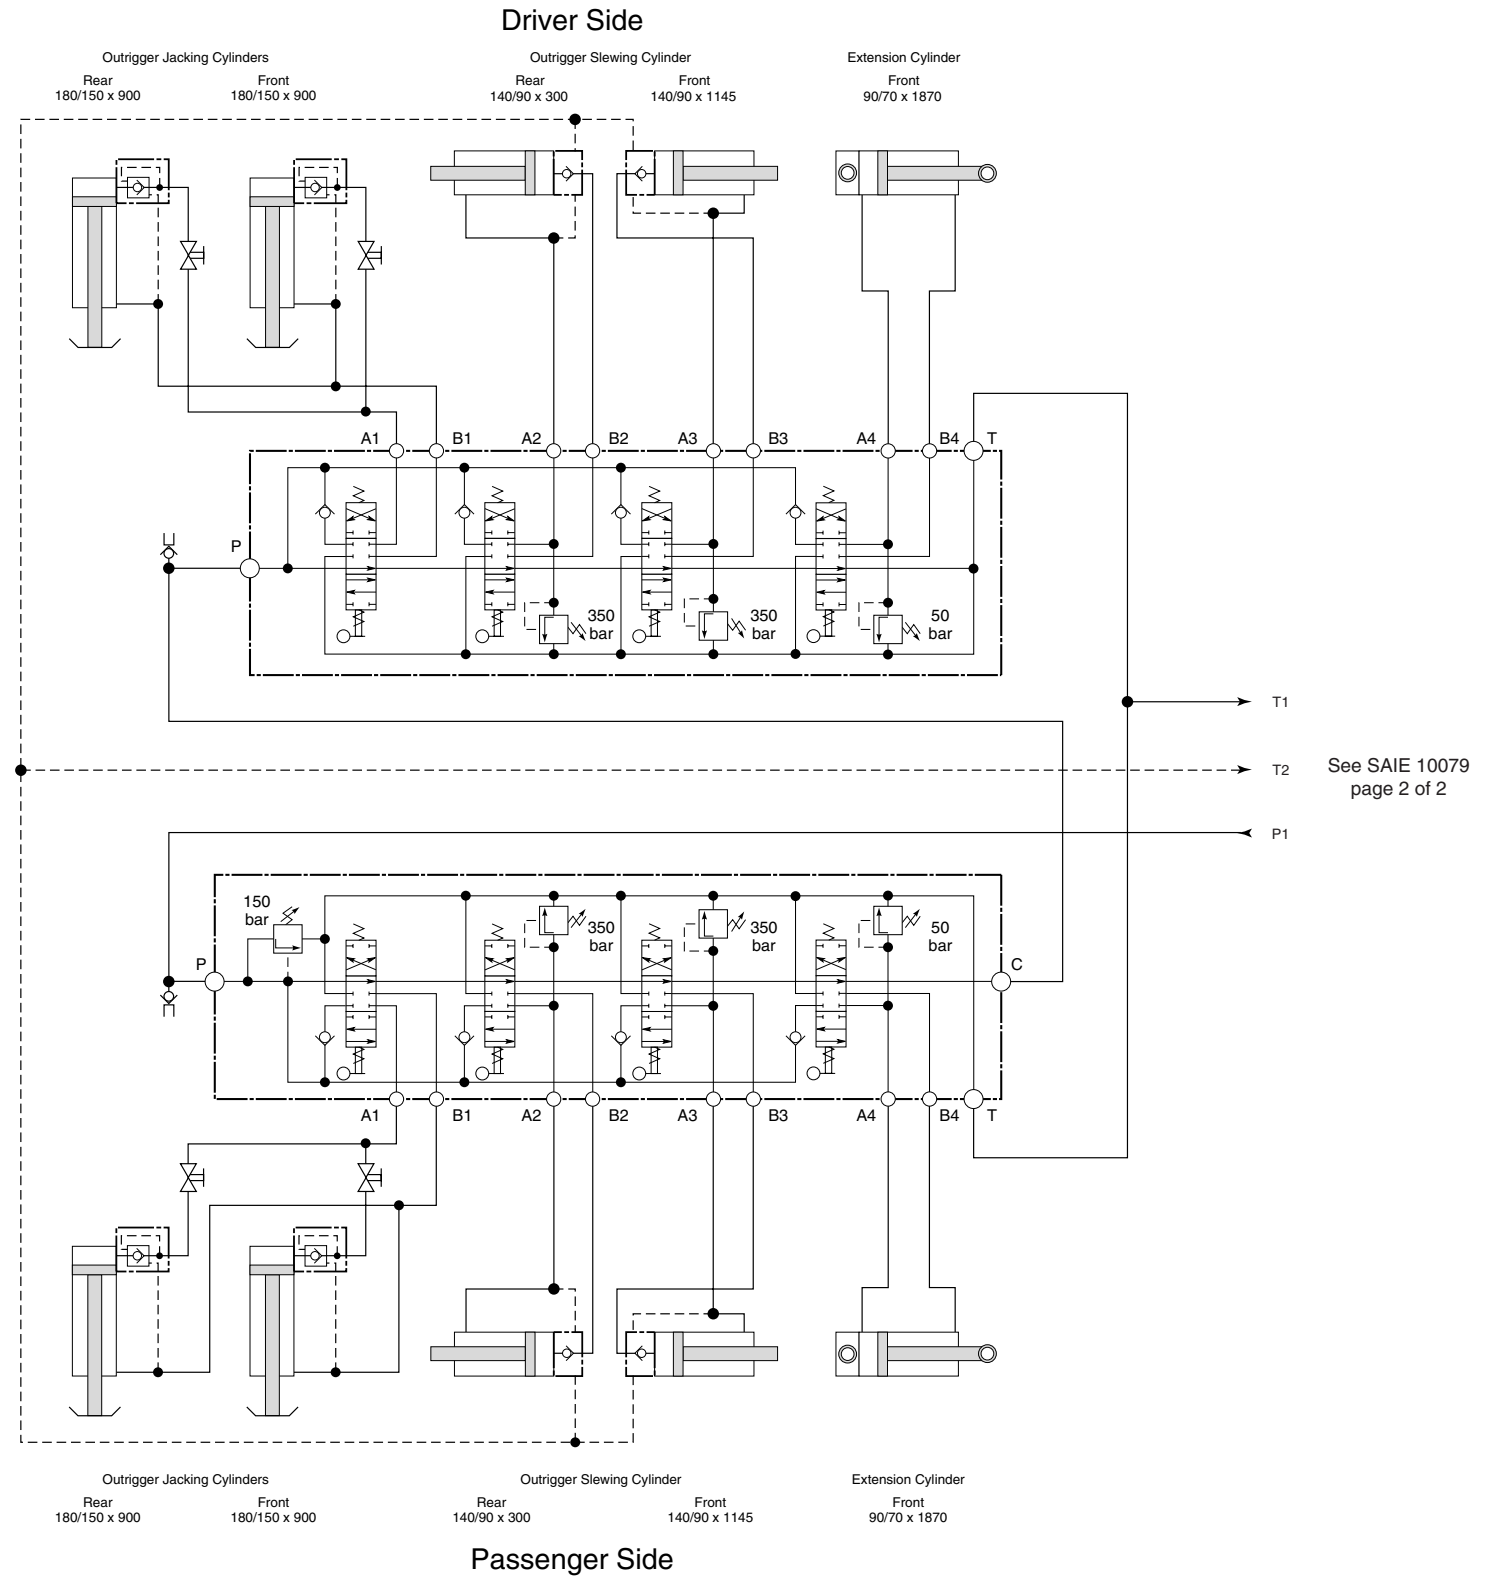 Driver Side
Outrigger Jacking Cylinders
Outrigger Slewing Cylinder
Extension Cylinder
Rear
Front
Rear
Front
Front
180/150 x 900
180/150 x 900
140/90 x 300
140/90 x 1145
90/70 x 1870
A1
B1
A2
B2
A3
B3
A4
B4
T
P
350
bar
350
bar
50
bar
T1
T2
See SAIE 10079
page 2 of 2
P1
150
bar
350
bar
350
bar
50
bar
P
C
A1
B1
A2
B2
A3
B3
A4
B4
T
Outrigger Jacking Cylinders
Outrigger Slewing Cylinder
Extension Cylinder
Rear
Front
Rear
Front
Front
180/150 x 900
180/150 x 900
140/90 x 300
140/90 x 1145
90/70 x 1870
Passenger Side